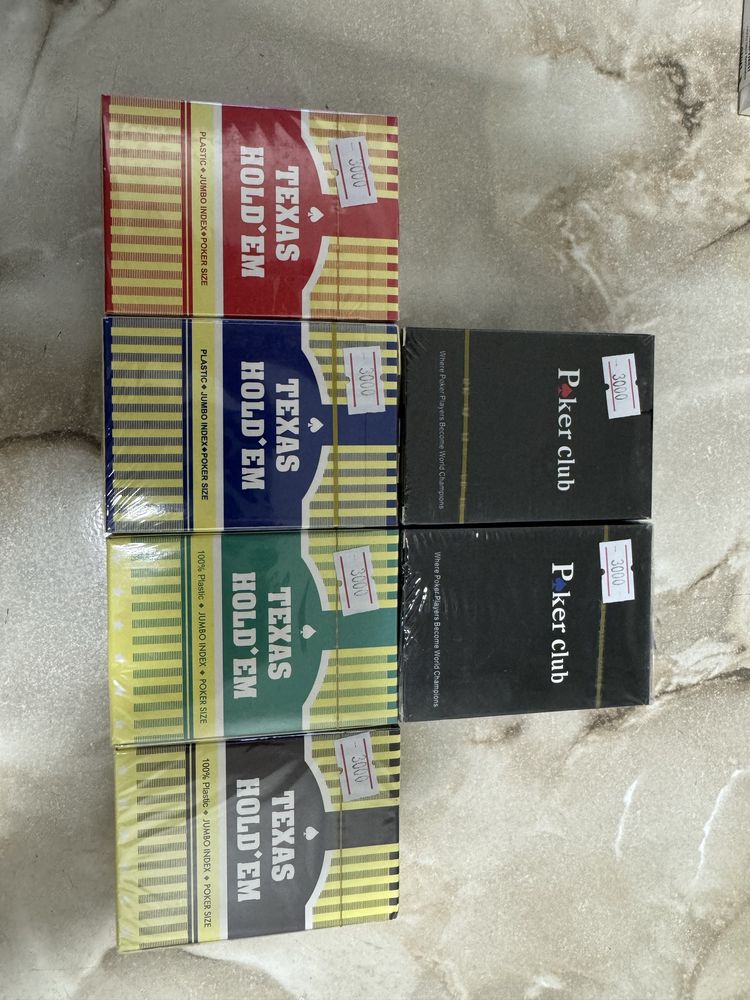 - 3000
TEXAS
HOLD'EM
PLASTIC ♦ JUMBO INDEX ♦ POKER SIZE
- 3000
TEXAS
HOLD'EM
PLASTIC ♦ JUMBO INDEX ♦ POKER SIZE
- 3000
TEXAS
HOLD'EM
100% Plastic ♦ JUMBO INDEX ♦ POKER SIZE
- 3000
TEXAS
HOLD'EM
100% Plastic ♦ JUMBO INDEX ♦ POKER SIZE
- 3000
Poker club
Where Poker Players Become World Champions
- 3000
Poker club
Where Poker Players Become World Champions